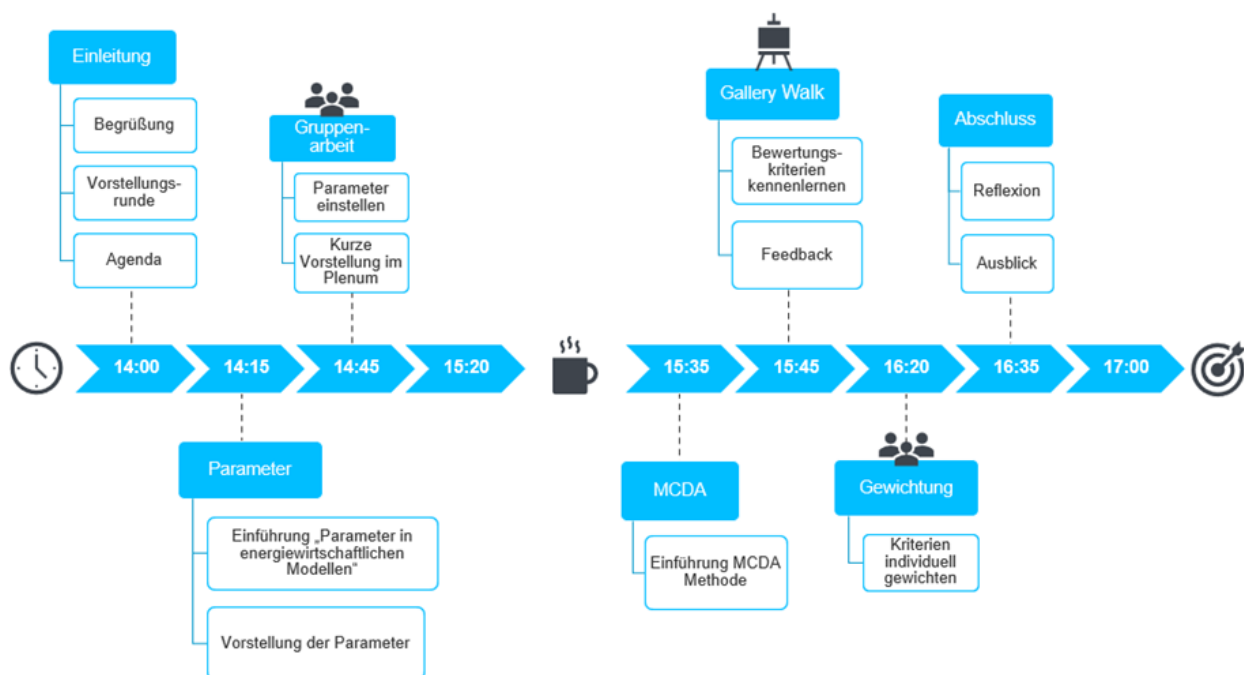 Einleitung
Begrüßung
Vorstellungs-
runde
Agenda
Gruppen-
arbeit
Parameter
einstellen
Kurze
Vorstellung im
Plenum
Gallery Walk
Bewertungs-
kriterien
kennenlernen
Feedback
Abschluss
Reflexion
Ausblick
14:00
14:15
14:45
15:20
15:35
15:45
16:20
16:35
17:00
Parameter
Einführung „Parameter in
energiewirtschaftlichen
Modellen“
Vorstellung der Parameter
MCDA
Einführung MCDA
Methode
Gewichtung
Kriterien
individuell
gewichten